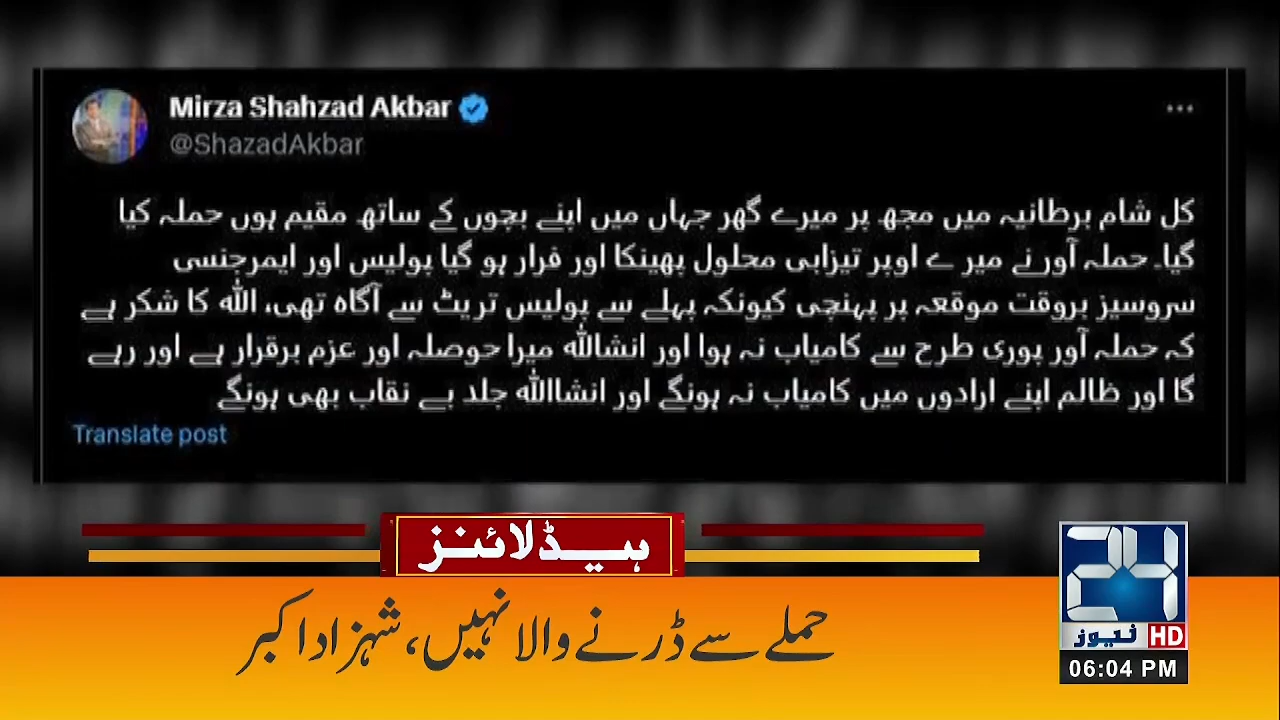 Mirza Shahzad Akbar
@ShazadAkbar
کل شام برطانیہ میں مجھ پر میرے گھر جہاں میں اپنے بچوں کے ساتھ مقیم ہوں حملہ کیا
گیا۔ حملہ آور نے میر ے اوپر تیزابی محلول پھینکا اور فرار ہو گیا پولیس اور ایمرجنسی
سروسیز بروقت موقعہ پر پہنچی کیونکہ پہلے سے پولیس تریٹ سے آگاہ تھی، اللہ کا شکر ہے
کہ حملہ آور پوری طرح سے کامیاب نہ ہوا اور انشاللہ میرا حوصلہ اور عزم برقرار ہے اور رہے
گا اور ظالم اپنے ارادوں میں کامیاب نہ ہونگے اور انشااللہ جلد بے نقاب بھی ہونگے
Translate post
ہیڈلائنز
حملے سے ڈرنے والا نہیں، شہزاد اکبر
24
نیوز HD
06:04 PM